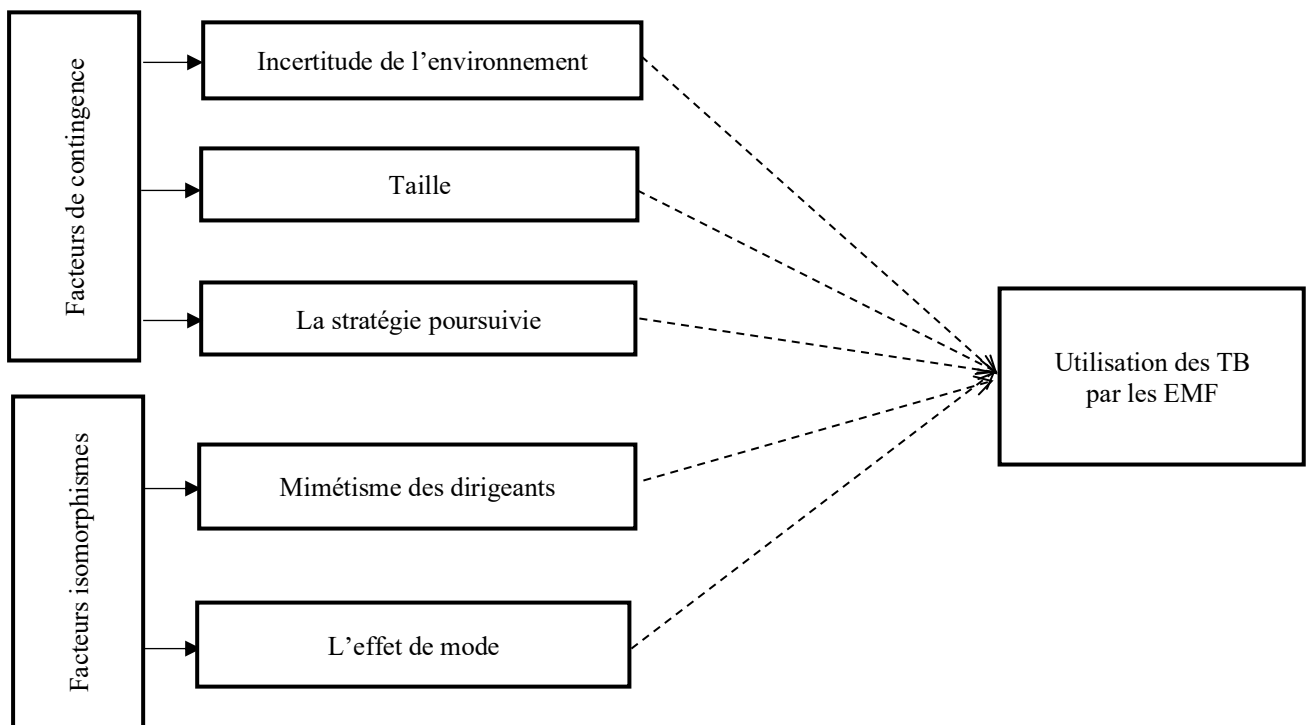 Facteurs de contingence
Incertitude de l’environnement
Taille
La stratégie poursuivie
Facteurs isomorphismes
Mimétisme des dirigeants
L’effet de mode
Utilisation des TB
par les EMF